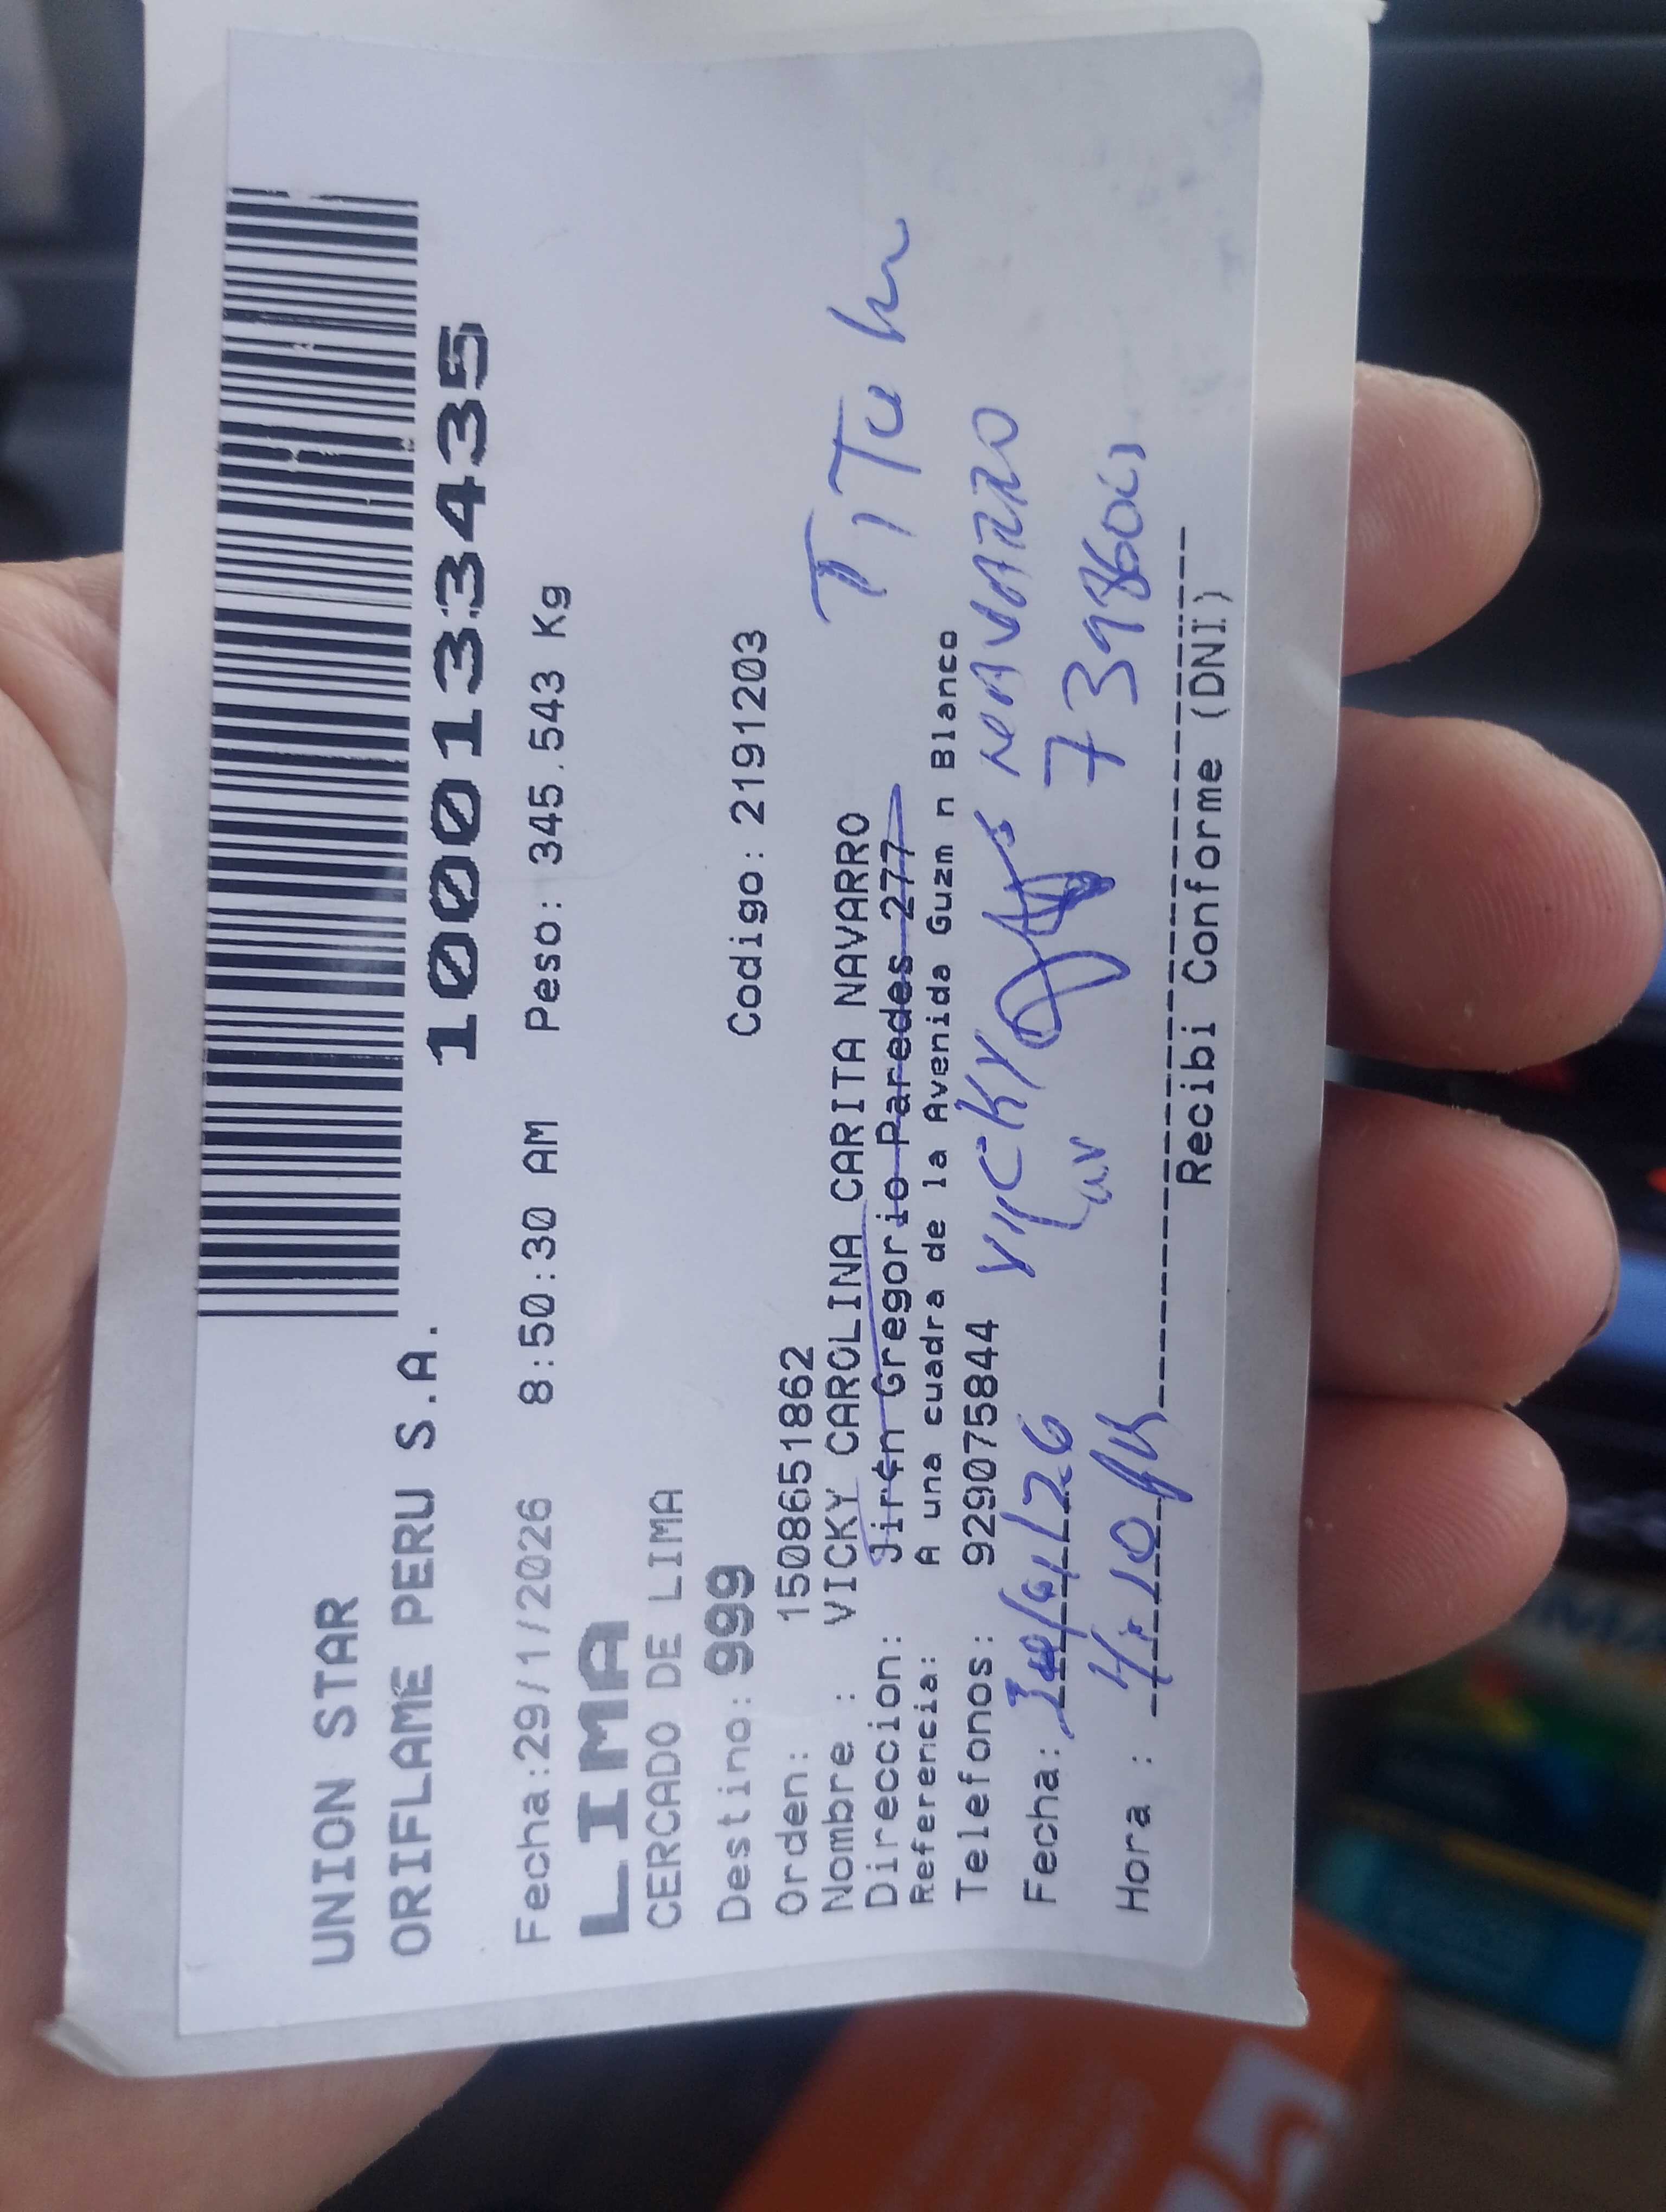 UNION STAR
ORIFLAME PERU S.A.
1000133435
Fecha:29/1/2026 8:50:30 AM Peso: 345.543 Kg
LIMA
CERCADO DE LIMA
Destino: 999 Codigo: 2191203
Orden: 1508651862
Nombre : VICKY CAROLINA CARITA NAVARRO
Direccion: Jir¢n Gregorio Paredes 277
Referencia: A una cuadra de la Avenida Guzm n Blanco
Telefonos: 929075844 VICKY
Fecha:
Hora :
Recibi Conforme (DNI)